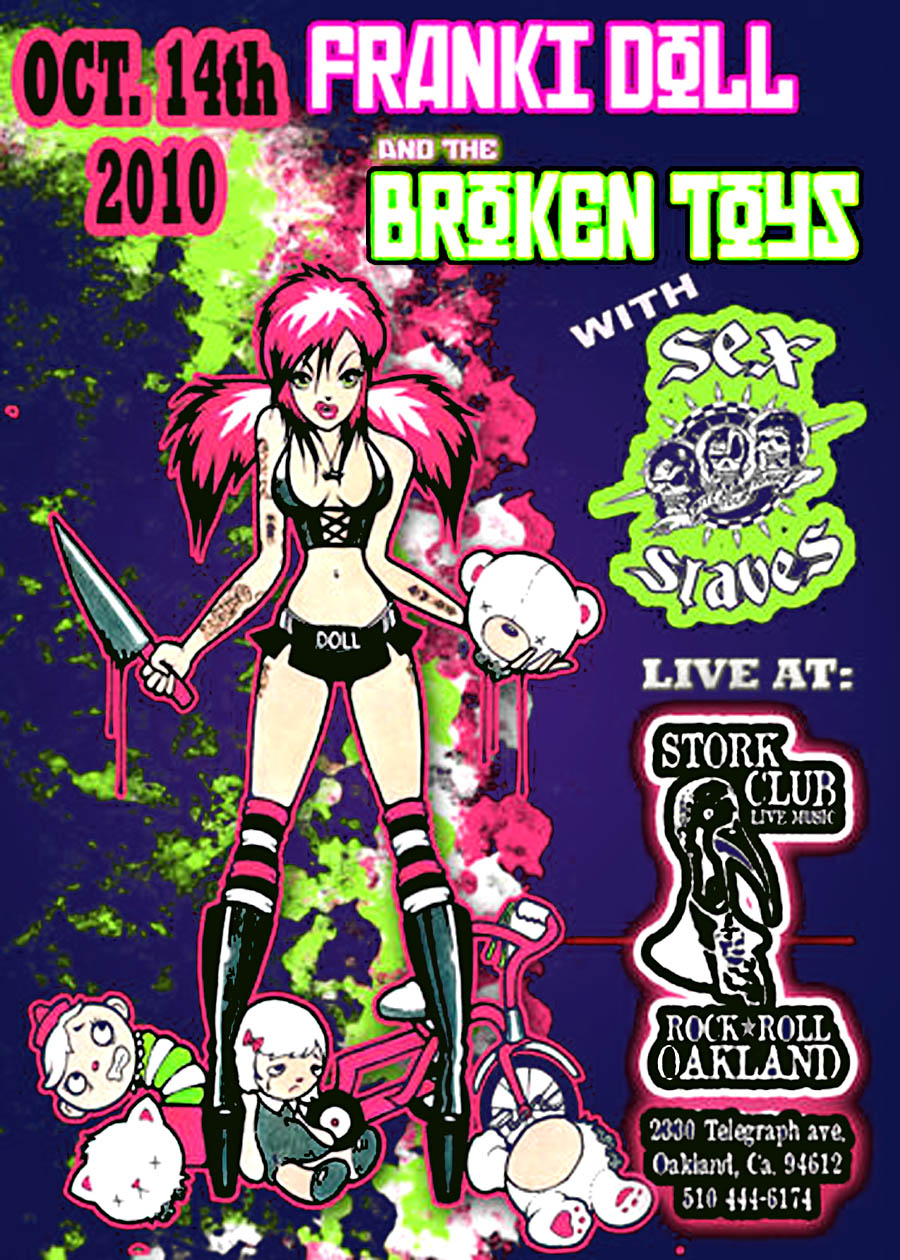 OCT. 14th
2010
FRANKI DOLL
AND THE
BROKEN TOYS
WITH
Sex
Slaves
DOLL
LIVE AT:
STORK
CLUB
LIVE MUSIC
ROCK★ROLL
OAKLAND
2330 Telegraph ave.
Oakland, Ca. 94612
510 444-6174